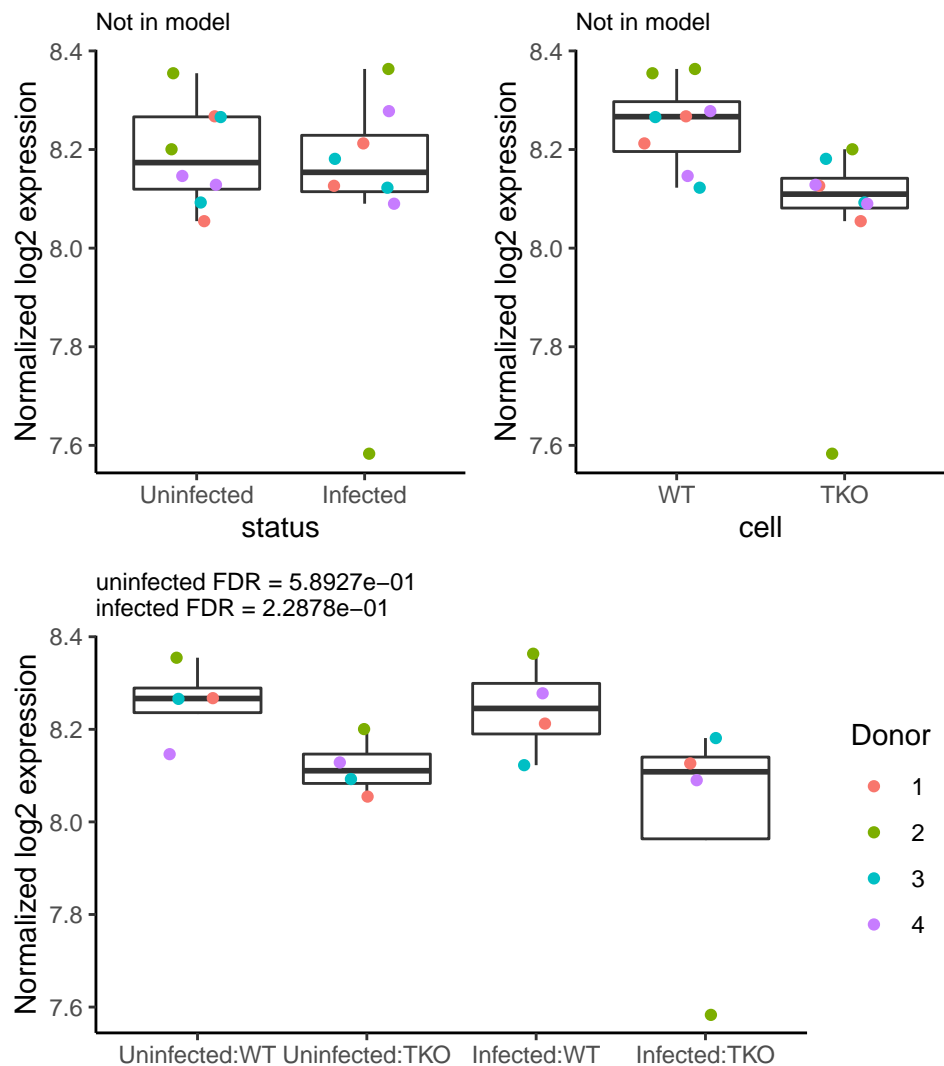 Not in model
Normalized log2 expression
8.4
8.2
8.0
7.8
7.6
Uninfected
Infected
status
Not in model
Normalized log2 expression
8.4
8.2
8.0
7.8
7.6
WT
TKO
cell
uninfected FDR = 5.8927e−01
infected FDR = 2.2878e−01
Normalized log2 expression
8.4
8.2
8.0
7.8
7.6
Uninfected:WT
Uninfected:TKO
Infected:WT
Infected:TKO
Donor
1
2
3
4